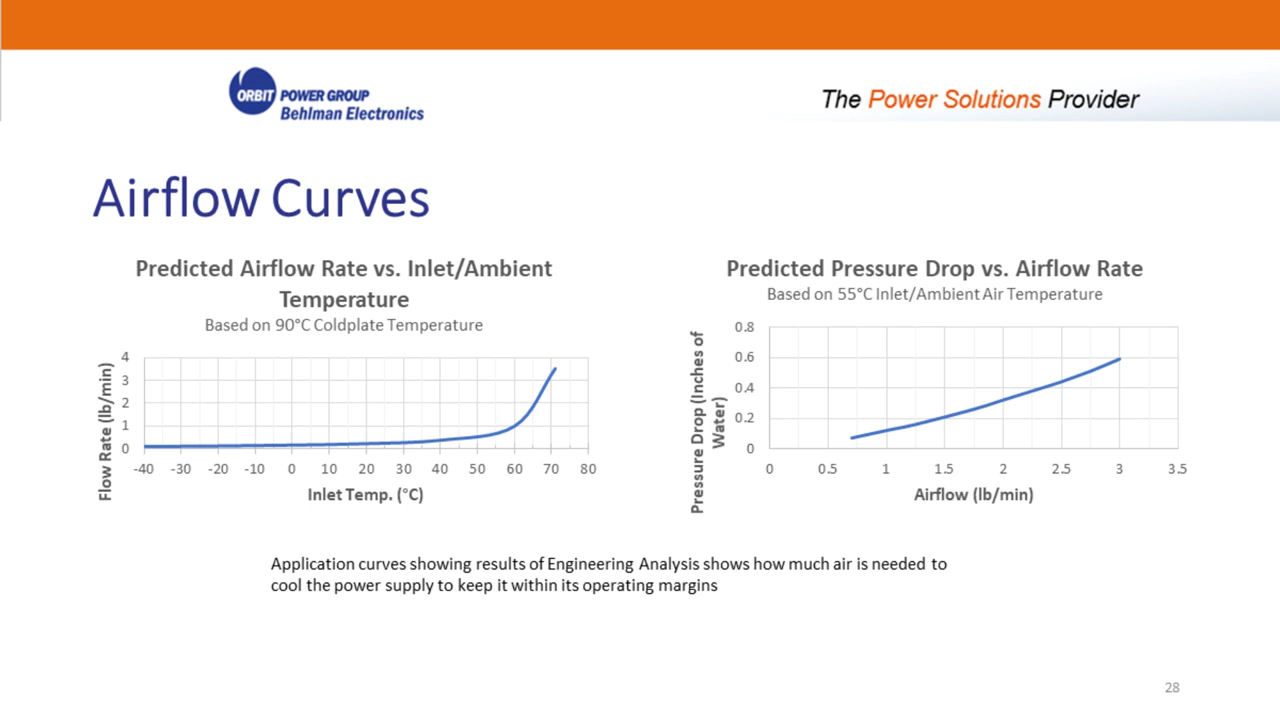 ORBIT POWER GROUP
Behlman Electronics
The Power Solutions Provider
Airflow Curves
Predicted Airflow Rate vs. Inlet/Ambient
Temperature
Based on 90°C Coldplate Temperature
Flow Rate (lb/min)
4
3
2
1
0
-40 -30 -20 -10 0 10 20 30 40 50 60 70 80
Inlet Temp. (°C)
Predicted Pressure Drop vs. Airflow Rate
Based on 55°C Inlet/Ambient Air Temperature
Pressure Drop (Inches of
Water)
0.8
0.6
0.4
0.2
0
0 0.5 1 1.5 2 2.5 3 3.5
Airflow (lb/min)
Application curves showing results of Engineering Analysis shows how much air is needed to
cool the power supply to keep it within its operating margins
28